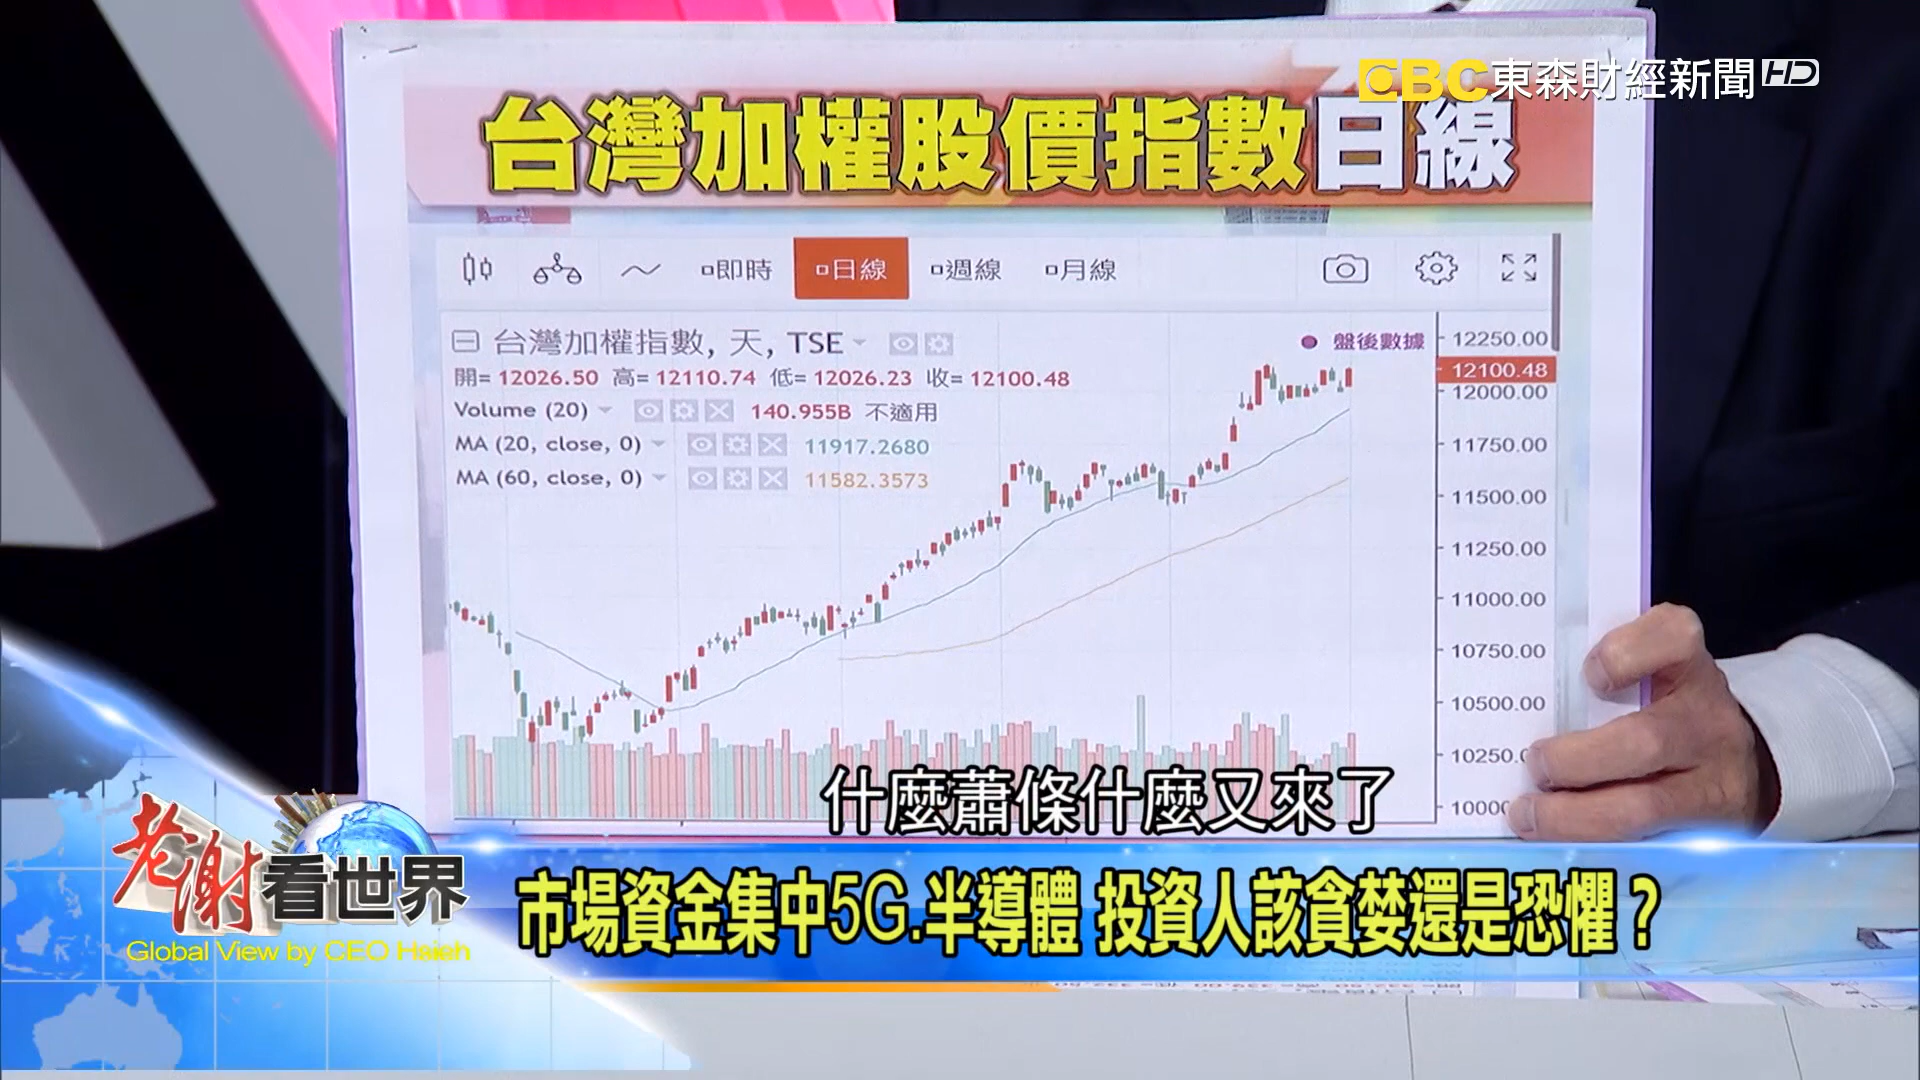 EBC 東森財經新聞 HD
台灣加權股價指數日線
即時 日線 週線 月線
台灣加權指數, 天, TSE
盤後數據
開= 12026.50 高= 12110.74 低= 12026.23 收= 12100.48
Volume (20) 140.955B 不適用
MA (20, close, 0) 11917.2680
MA (60, close, 0) 11582.3573
12250.00
12100.48
12000.00
11750.00
11500.00
11250.00
11000.00
10750.00
10500.00
10250.0
1000
什麼蕭條什麼又來了
老謝看世界
Global View by CEO Hsieh
市場資金集中5G.半導體 投資人該貪婪還是恐懼？